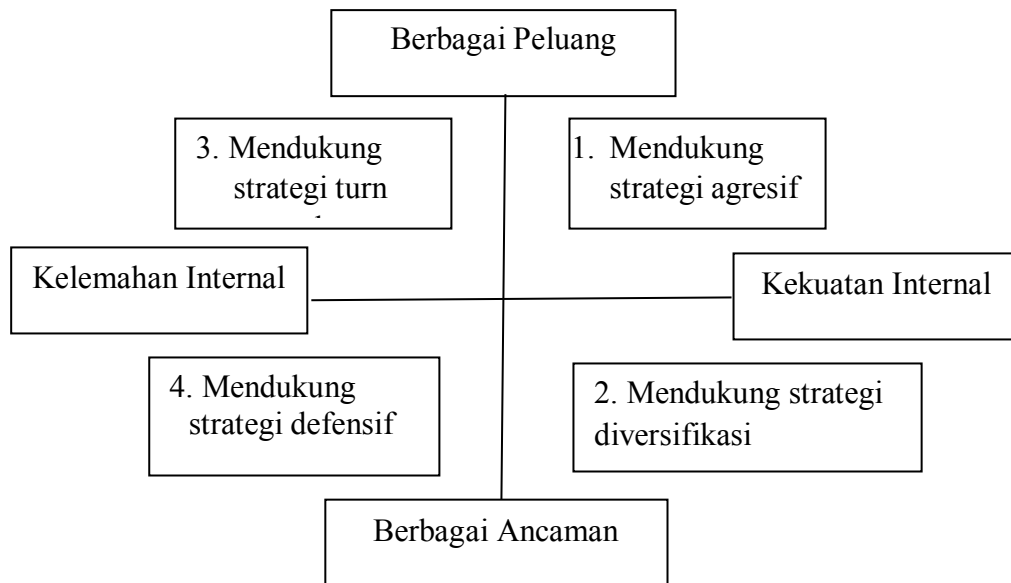 Berbagai Peluang
3. Mendukung
strategi turn
1. Mendukung
strategi agresif
Kelemahan Internal
Kekuatan Internal
4. Mendukung
strategi defensif
2. Mendukung strategi
diversifikasi
Berbagai Ancaman